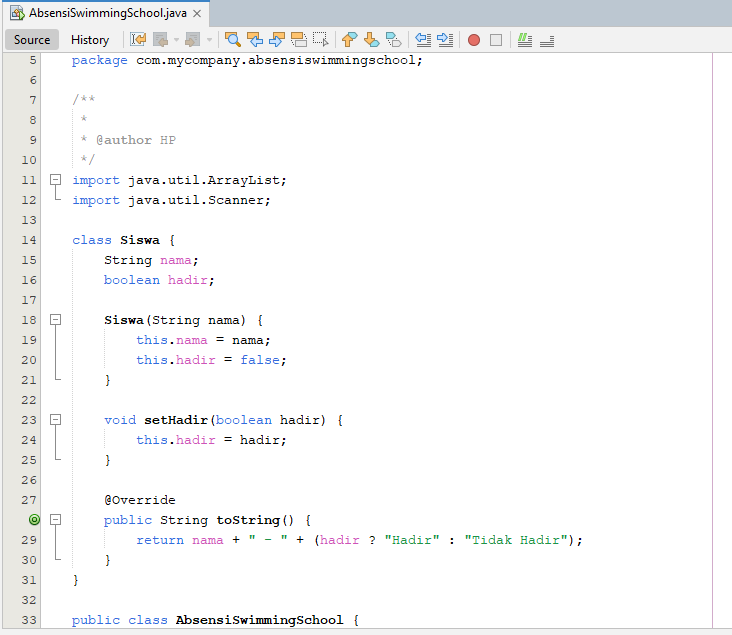 AbsensiSwimmingSchool.java ×
Source History
5 package com.mycompany.absensiswimmingschool;
6
7 /**
8  *
9  * @author HP
10  */
11 import java.util.ArrayList;
12 import java.util.Scanner;
13
14 class Siswa {
15     String nama;
16     boolean hadir;
17
18     Siswa(String nama) {
19         this.nama = nama;
20         this.hadir = false;
21     }
22
23     void setHadir(boolean hadir) {
24         this.hadir = hadir;
25     }
26
27     @Override
    public String toString() {
29         return nama + " - " + (hadir ? "Hadir" : "Tidak Hadir");
30     }
31 }
32
33 public class AbsensiSwimmingSchool {